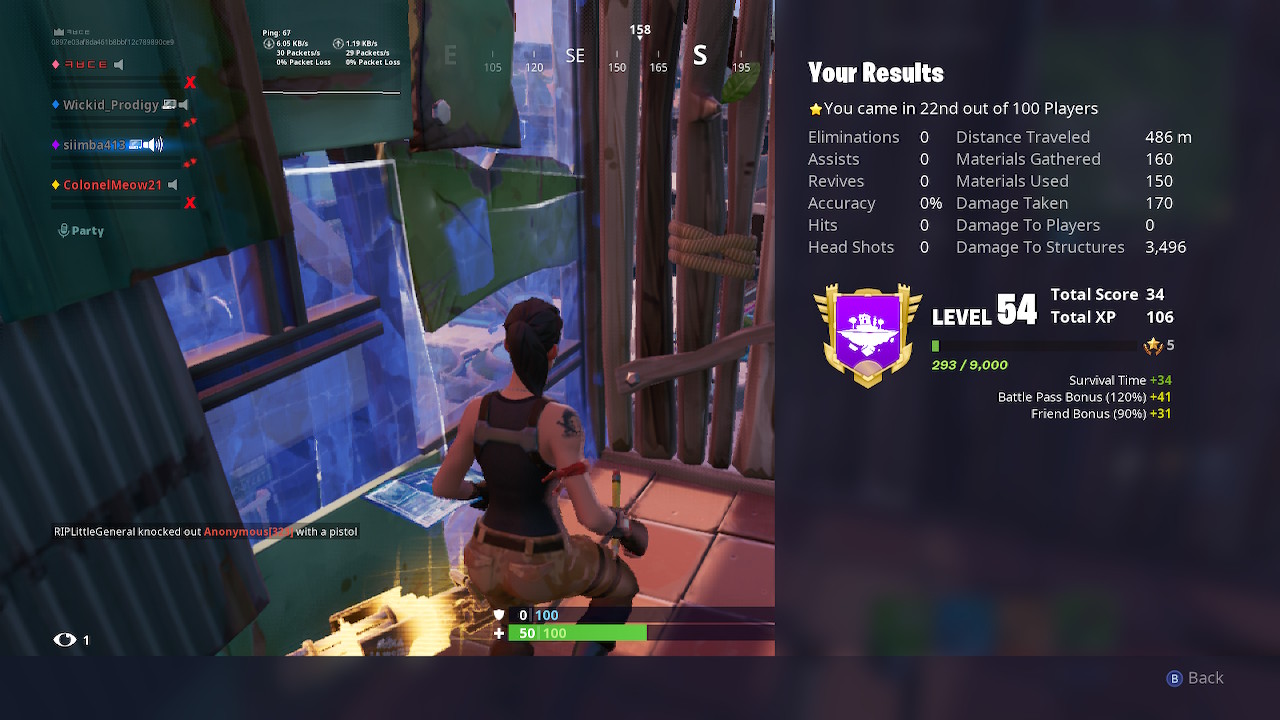 ㅋㅂㄷㅌ
Ping: 67
6.05 KB/s
1.19 KB/s
30 Packets/s
29 Packets/s
0% Packet Loss
0% Packet Loss
158
E
105
120
SE
150
165
S
195
Wickid_Prodigy
siimba413
ColonelMeow21
Party
RIPLittleGeneral knocked out Anonymous with a pistol
1
0 | 100
50 | 100
Your Results
You came in 22nd out of 100 Players
Eliminations 0 Distance Traveled 486 m
Assists 0 Materials Gathered 160
Revives 0 Materials Used 150
Accuracy 0% Damage Taken 170
Hits 0 Damage To Players 0
Head Shots 0 Damage To Structures 3,496
LEVEL 54
Total Score 34
Total XP 106
5
293 / 9,000
Survival Time +34
Battle Pass Bonus (120%) +41
Friend Bonus (90%) +31
B Back